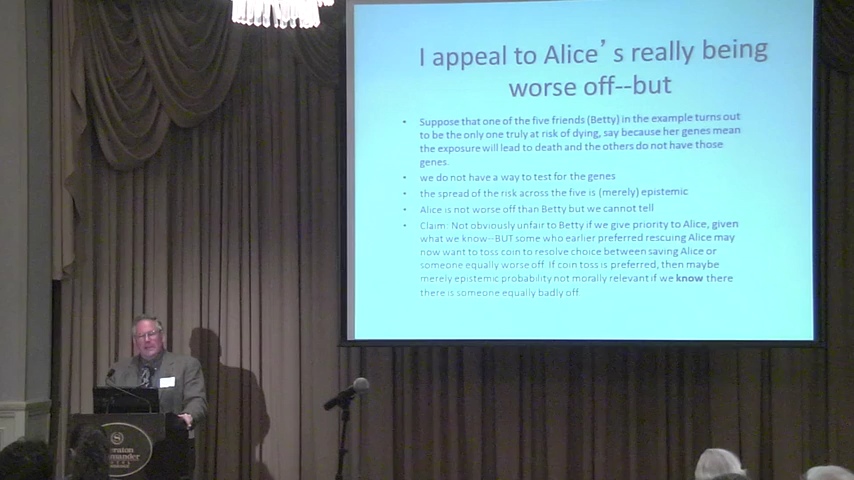 I appeal to Alice's really being
worse off--but
• Suppose that one of the five friends (Betty) in the example turns out
to be the only one truly at risk of dying, say because her genes mean
the exposure will lead to death and the others do not have those
genes.
• we do not have a way to test for the genes
• the spread of the risk across the five is (merely) epistemic
• Alice is not worse off than Betty but we cannot tell
• Claim: Not obviously unfair to Betty if we give priority to Alice, given
what we know--BUT some who earlier preferred rescuing Alice may
now want to toss coin to resolve choice between saving Alice or
someone equally worse off. If coin toss is preferred, then maybe
merely epistemic probability not morally relevant if we know there
there is someone equally badly off.